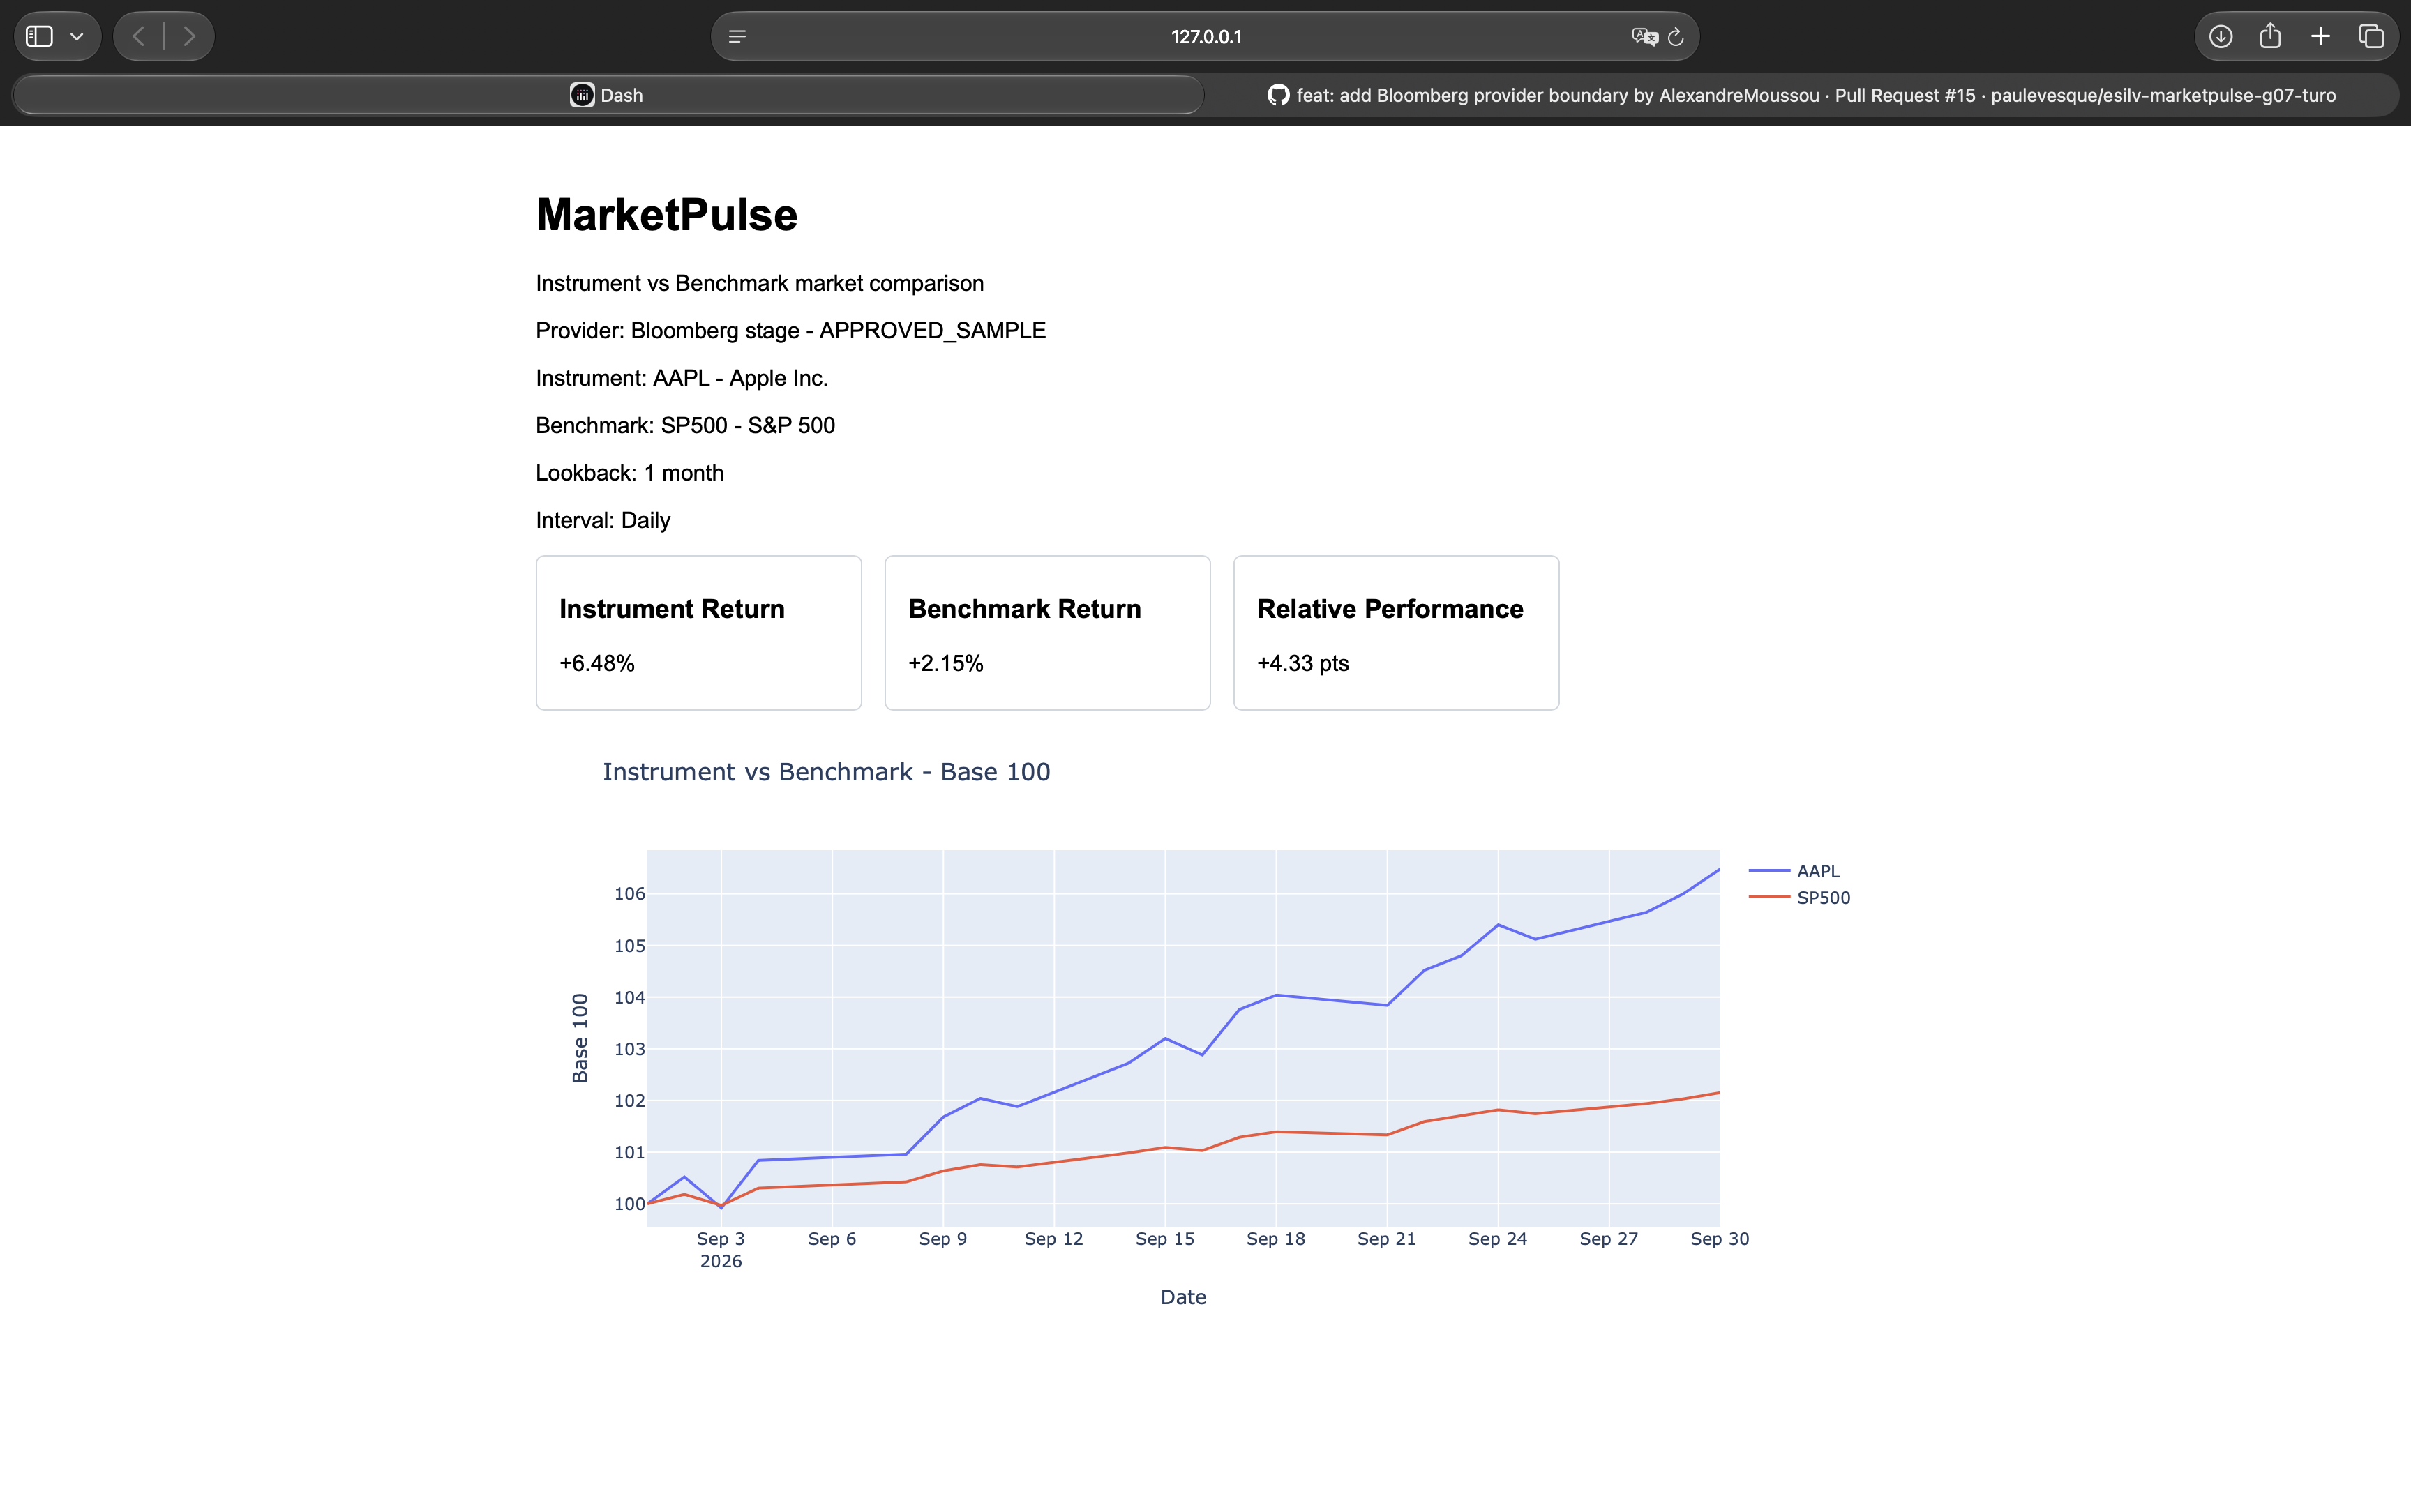 127.0.0.1
Dash
feat: add Bloomberg provider boundary by AlexandreMoussou · Pull Request #15 · paulevesque/esilv-marketpulse-g07-turo
MarketPulse
Instrument vs Benchmark market comparison
Provider: Bloomberg stage - APPROVED_SAMPLE
Instrument: AAPL - Apple Inc.
Benchmark: SP500 - S&P 500
Lookback: 1 month
Interval: Daily
Instrument Return
+6.48%
Benchmark Return
+2.15%
Relative Performance
+4.33 pts
Instrument vs Benchmark - Base 100
AAPL
SP500
106
105
104
103
102
101
100
Base 100
Sep 3
2026
Sep 6
Sep 9
Sep 12
Sep 15
Sep 18
Sep 21
Sep 24
Sep 27
Sep 30
Date